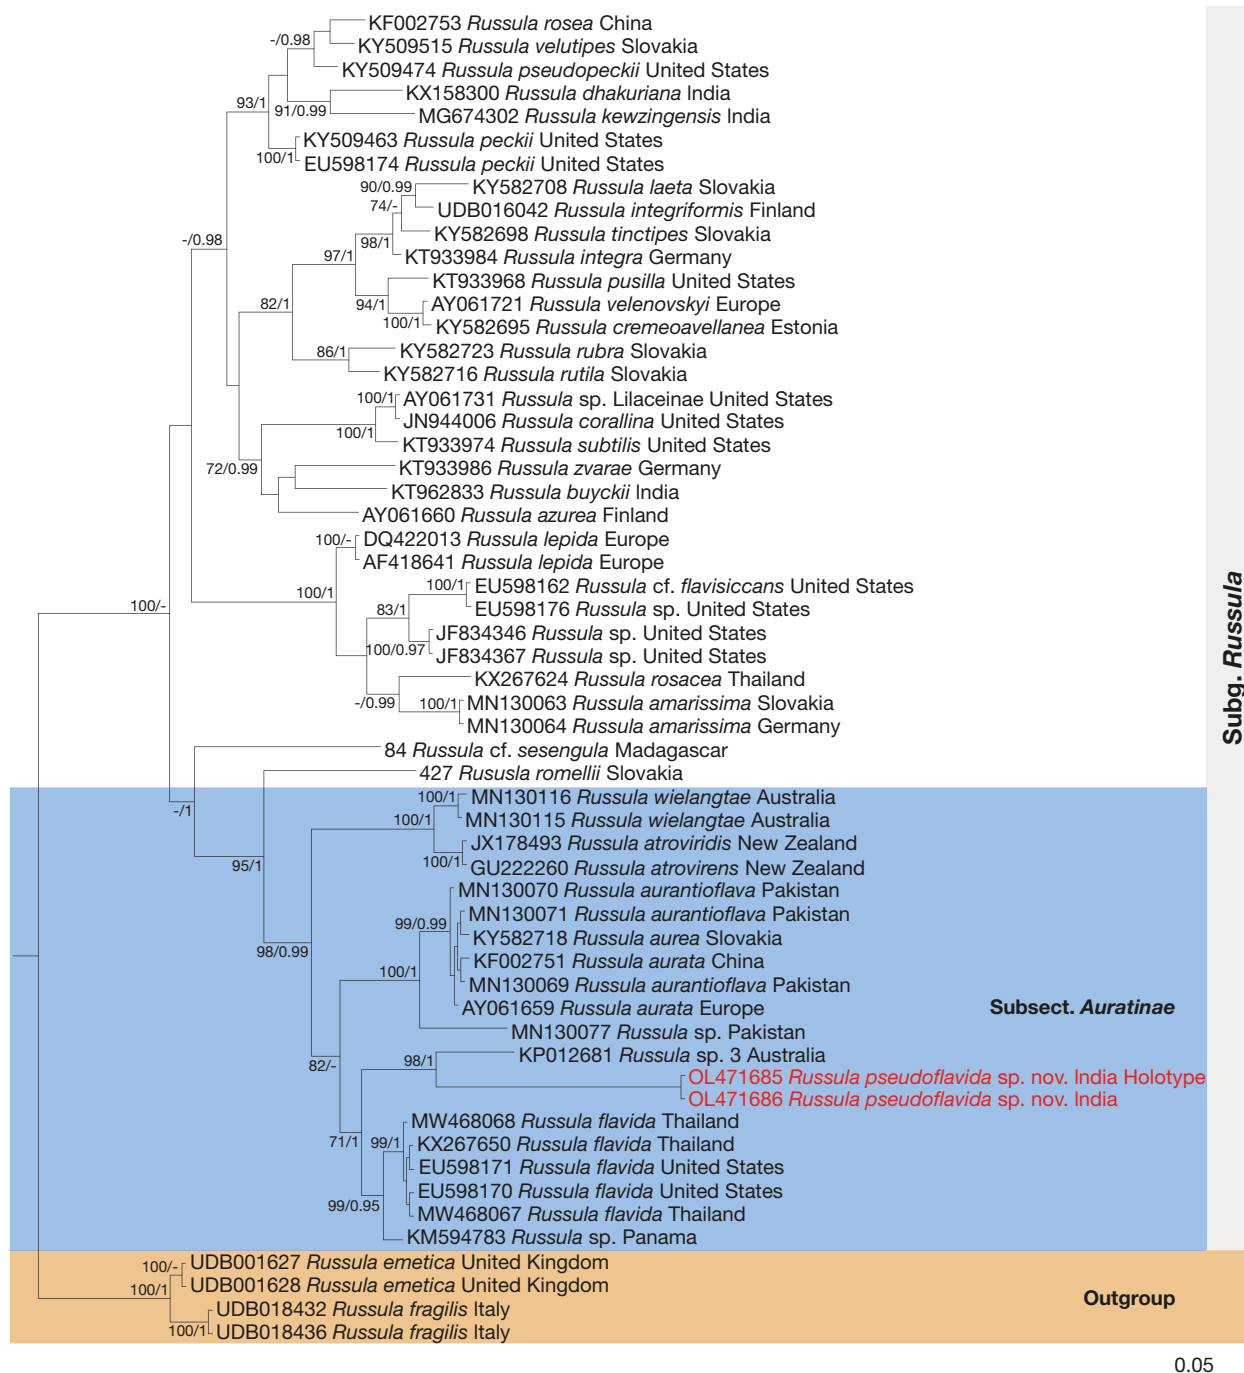 KF002753 Russula rosea China
-/0.98
KY509515 Russula velutipes Slovakia
KY509474 Russula pseudopeckii United States
KX158300 Russula dhakuriana India
93/1
91/0.99
MG674302 Russula kewzingensis India
KY509463 Russula peckii United States
100/1
EU598174 Russula peckii United States
90/0.99
KY582708 Russula laeta Slovakia
74/-
UDB016042 Russula integriformis Finland
-/0.98
98/1
KY582698 Russula tinctipes Slovakia
97/1
KT933984 Russula integra Germany
KT933968 Russula pusilla United States
82/1
94/1
AY061721 Russula velenovskyi Europe
100/1
KY582695 Russula cremeoavellanea Estonia
86/1
KY582723 Russula rubra Slovakia
KY582716 Russula rutila Slovakia
100/1
AY061731 Russula sp. Lilaceinae United States
JN944006 Russula corallina United States
100/1
KT933974 Russula subtilis United States
72/0.99
KT933986 Russula zvarae Germany
KT962833 Russula buyckii India
AY061660 Russula azurea Finland
100/-
DQ422013 Russula lepida Europe
AF418641 Russula lepida Europe
100/1
100/1
EU598162 Russula cf. flavisiccans United States
100/-
83/1
EU598176 Russula sp. United States
JF834346 Russula sp. United States
100/0.97
JF834367 Russula sp. United States
KX267624 Russula rosacea Thailand
-/0.99
100/1
MN130063 Russula amarissima Slovakia
MN130064 Russula amarissima Germany
Subg. Russula
84 Russula cf. sesengula Madagascar
427 Rususla romellii Slovakia
-/1
100/1
MN130116 Russula wielangtae Australia
100/1
MN130115 Russula wielangtae Australia
JX178493 Russula atroviridis New Zealand
95/1
100/1
GU222260 Russula atrovirens New Zealand
MN130070 Russula aurantioflava Pakistan
99/0.99
MN130071 Russula aurantioflava Pakistan
KY582718 Russula aurea Slovakia
98/0.99
KF002751 Russula aurata China
100/1
MN130069 Russula aurantioflava Pakistan
AY061659 Russula aurata Europe
Subsect. Auratinae
MN130077 Russula sp. Pakistan
82/-
98/1
KP012681 Russula sp. 3 Australia
OL471685 Russula pseudoflavida sp. nov. India Holotype
OL471686 Russula pseudoflavida sp. nov. India
MW468068 Russula flavida Thailand
71/1
99/1
KX267650 Russula flavida Thailand
EU598171 Russula flavida United States
EU598170 Russula flavida United States
99/0.95
MW468067 Russula flavida Thailand
KM594783 Russula sp. Panama
100/-
UDB001627 Russula emetica United Kingdom
100/1
UDB001628 Russula emetica United Kingdom
Outgroup
UDB018432 Russula fragilis Italy
100/1
UDB018436 Russula fragilis Italy
0.05